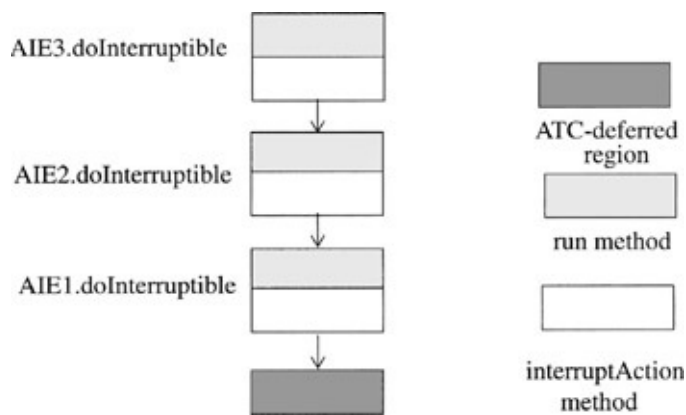 AIE3.doInterruptible
AIE2.doInterruptible
AIE1.doInterruptible
ATC-deferred
region
run method
interruptAction
method